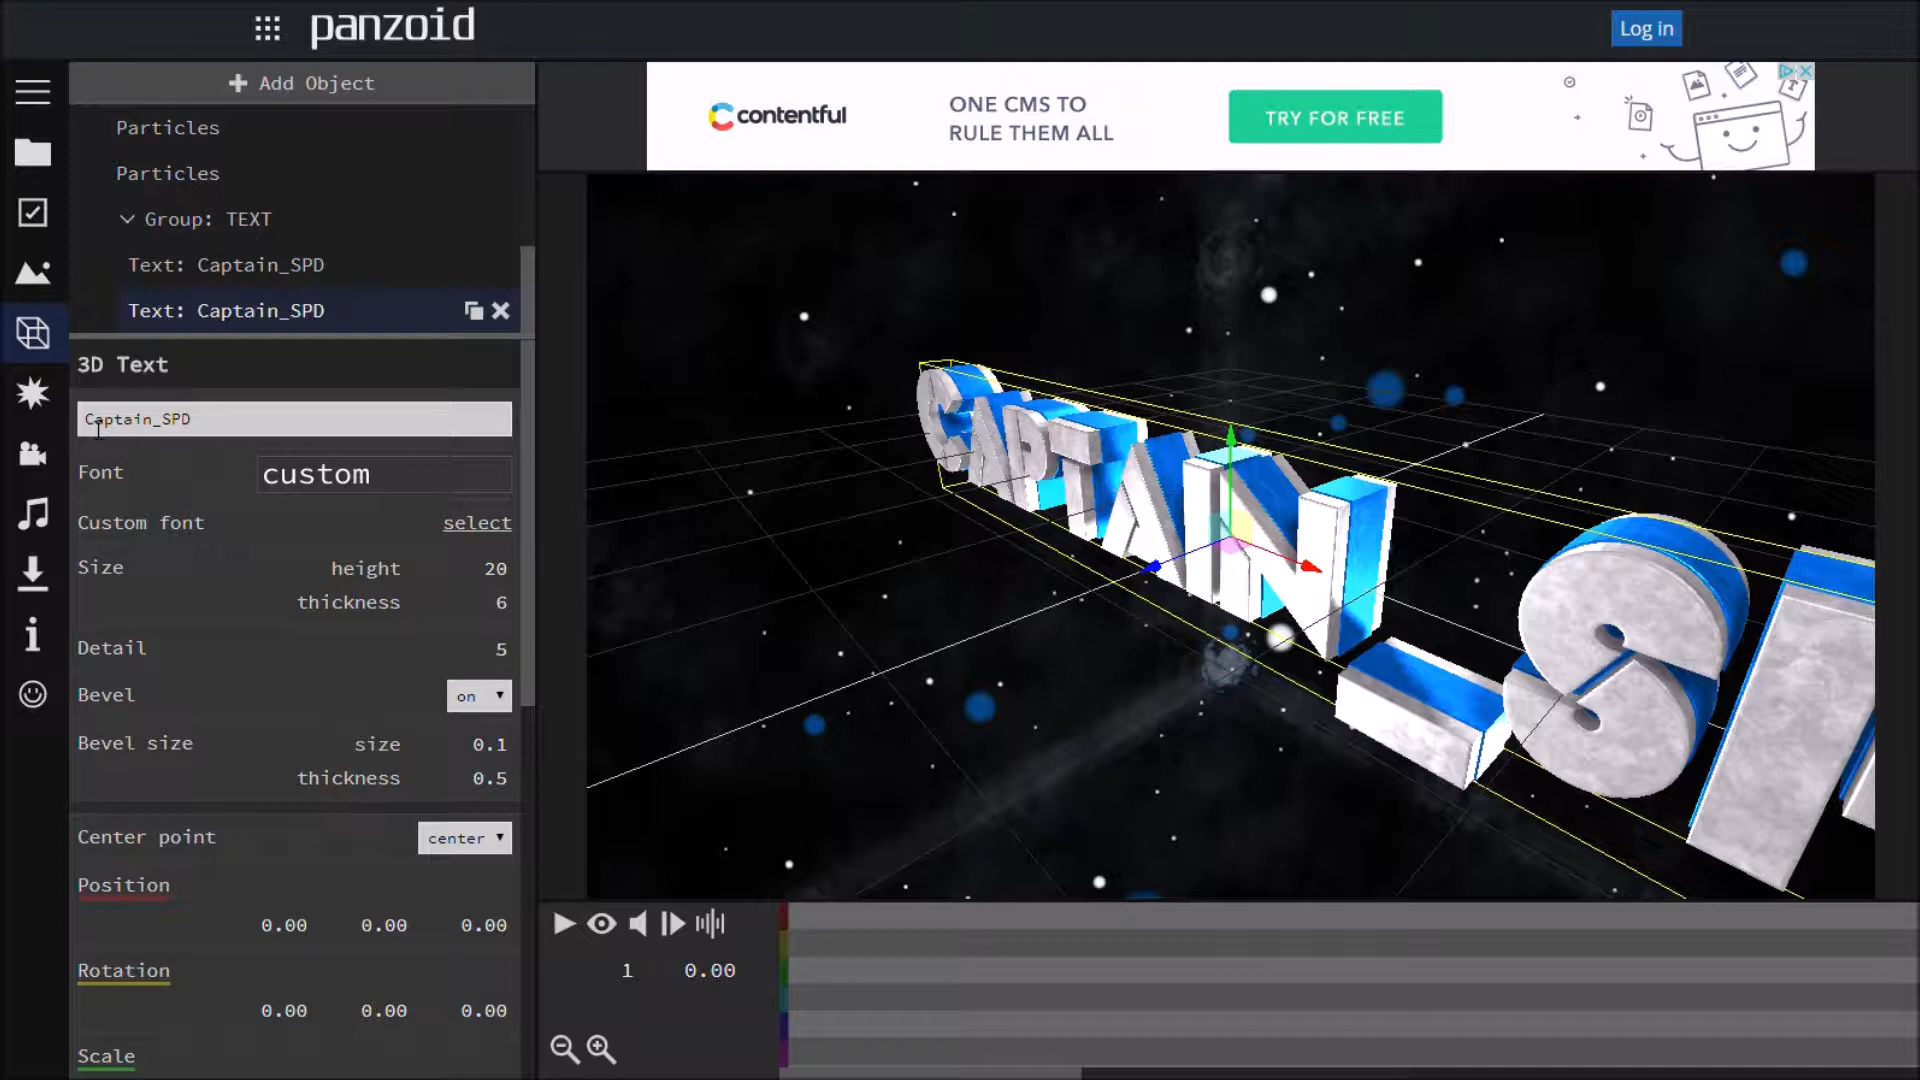 panzoid
Log in
Add Object
Particles
Particles
Group: TEXT
Text: Captain_SPD
Text: Captain_SPD
3D Text
Captain_SPD
Font custom
Custom font select
Size height 20
thickness 6
Detail 5
Bevel on
Bevel size size 0.1
thickness 0.5
Center point center
Position
0.00 0.00 0.00
Rotation
0.00 0.00 0.00
Scale
contentful
ONE CMS TO
RULE THEM ALL
TRY FOR FREE
CAPTAIN_S
1 0.00